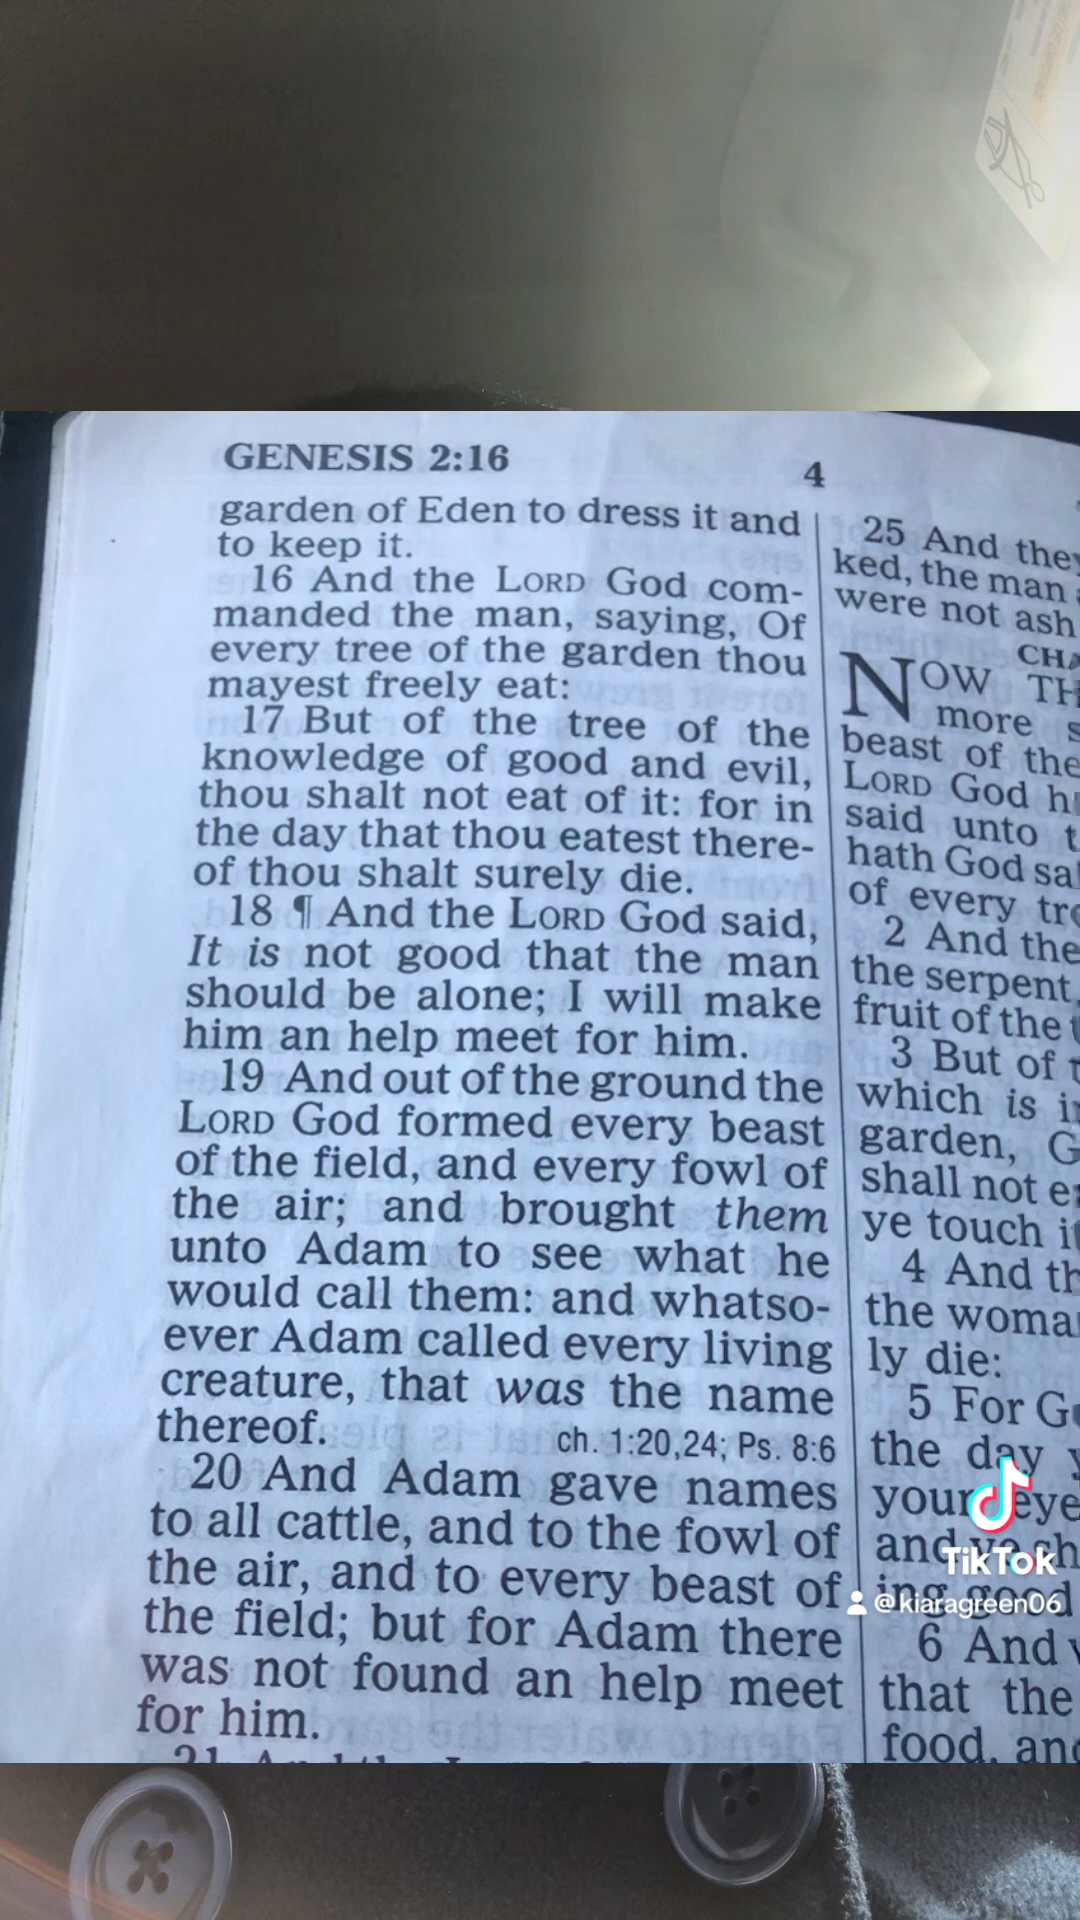 GENESIS 2:16
4
garden of Eden to dress it and
to keep it.
16 And the LORD God com-
manded the man, saying, Of
every tree of the garden thou
mayest freely eat:
17 But of the tree of the
knowledge of good and evil,
thou shalt not eat of it: for in
the day that thou eatest there-
of thou shalt surely die.
18 ¶ And the LORD God said,
It is not good that the man
should be alone; I will make
him an help meet for him.
19 And out of the ground the
LORD God formed every beast
of the field, and every fowl of
the air; and brought them
unto Adam to see what he
would call them: and whatso-
ever Adam called every living
creature, that was the name
thereof.
ch. 1:20,24; Ps. 8:6
20 And Adam gave names
to all cattle, and to the fowl of
the air, and to every beast of
the field; but for Adam there
was not found an help meet
for him.
25 And they
ked, the man
were not ash
CHA
NOW TH
more s
beast of the
LORD God h
said unto t
hath God sa
of every tre
2 And the
the serpent,
fruit of the t
3 But of
which is i
garden, G
shall not e
ye touch it
4 And th
the woma
ly die:
5 For G
the day y
your eye
and
ing good
6 And
that the
food, and
TikTok
@kiaragreen06